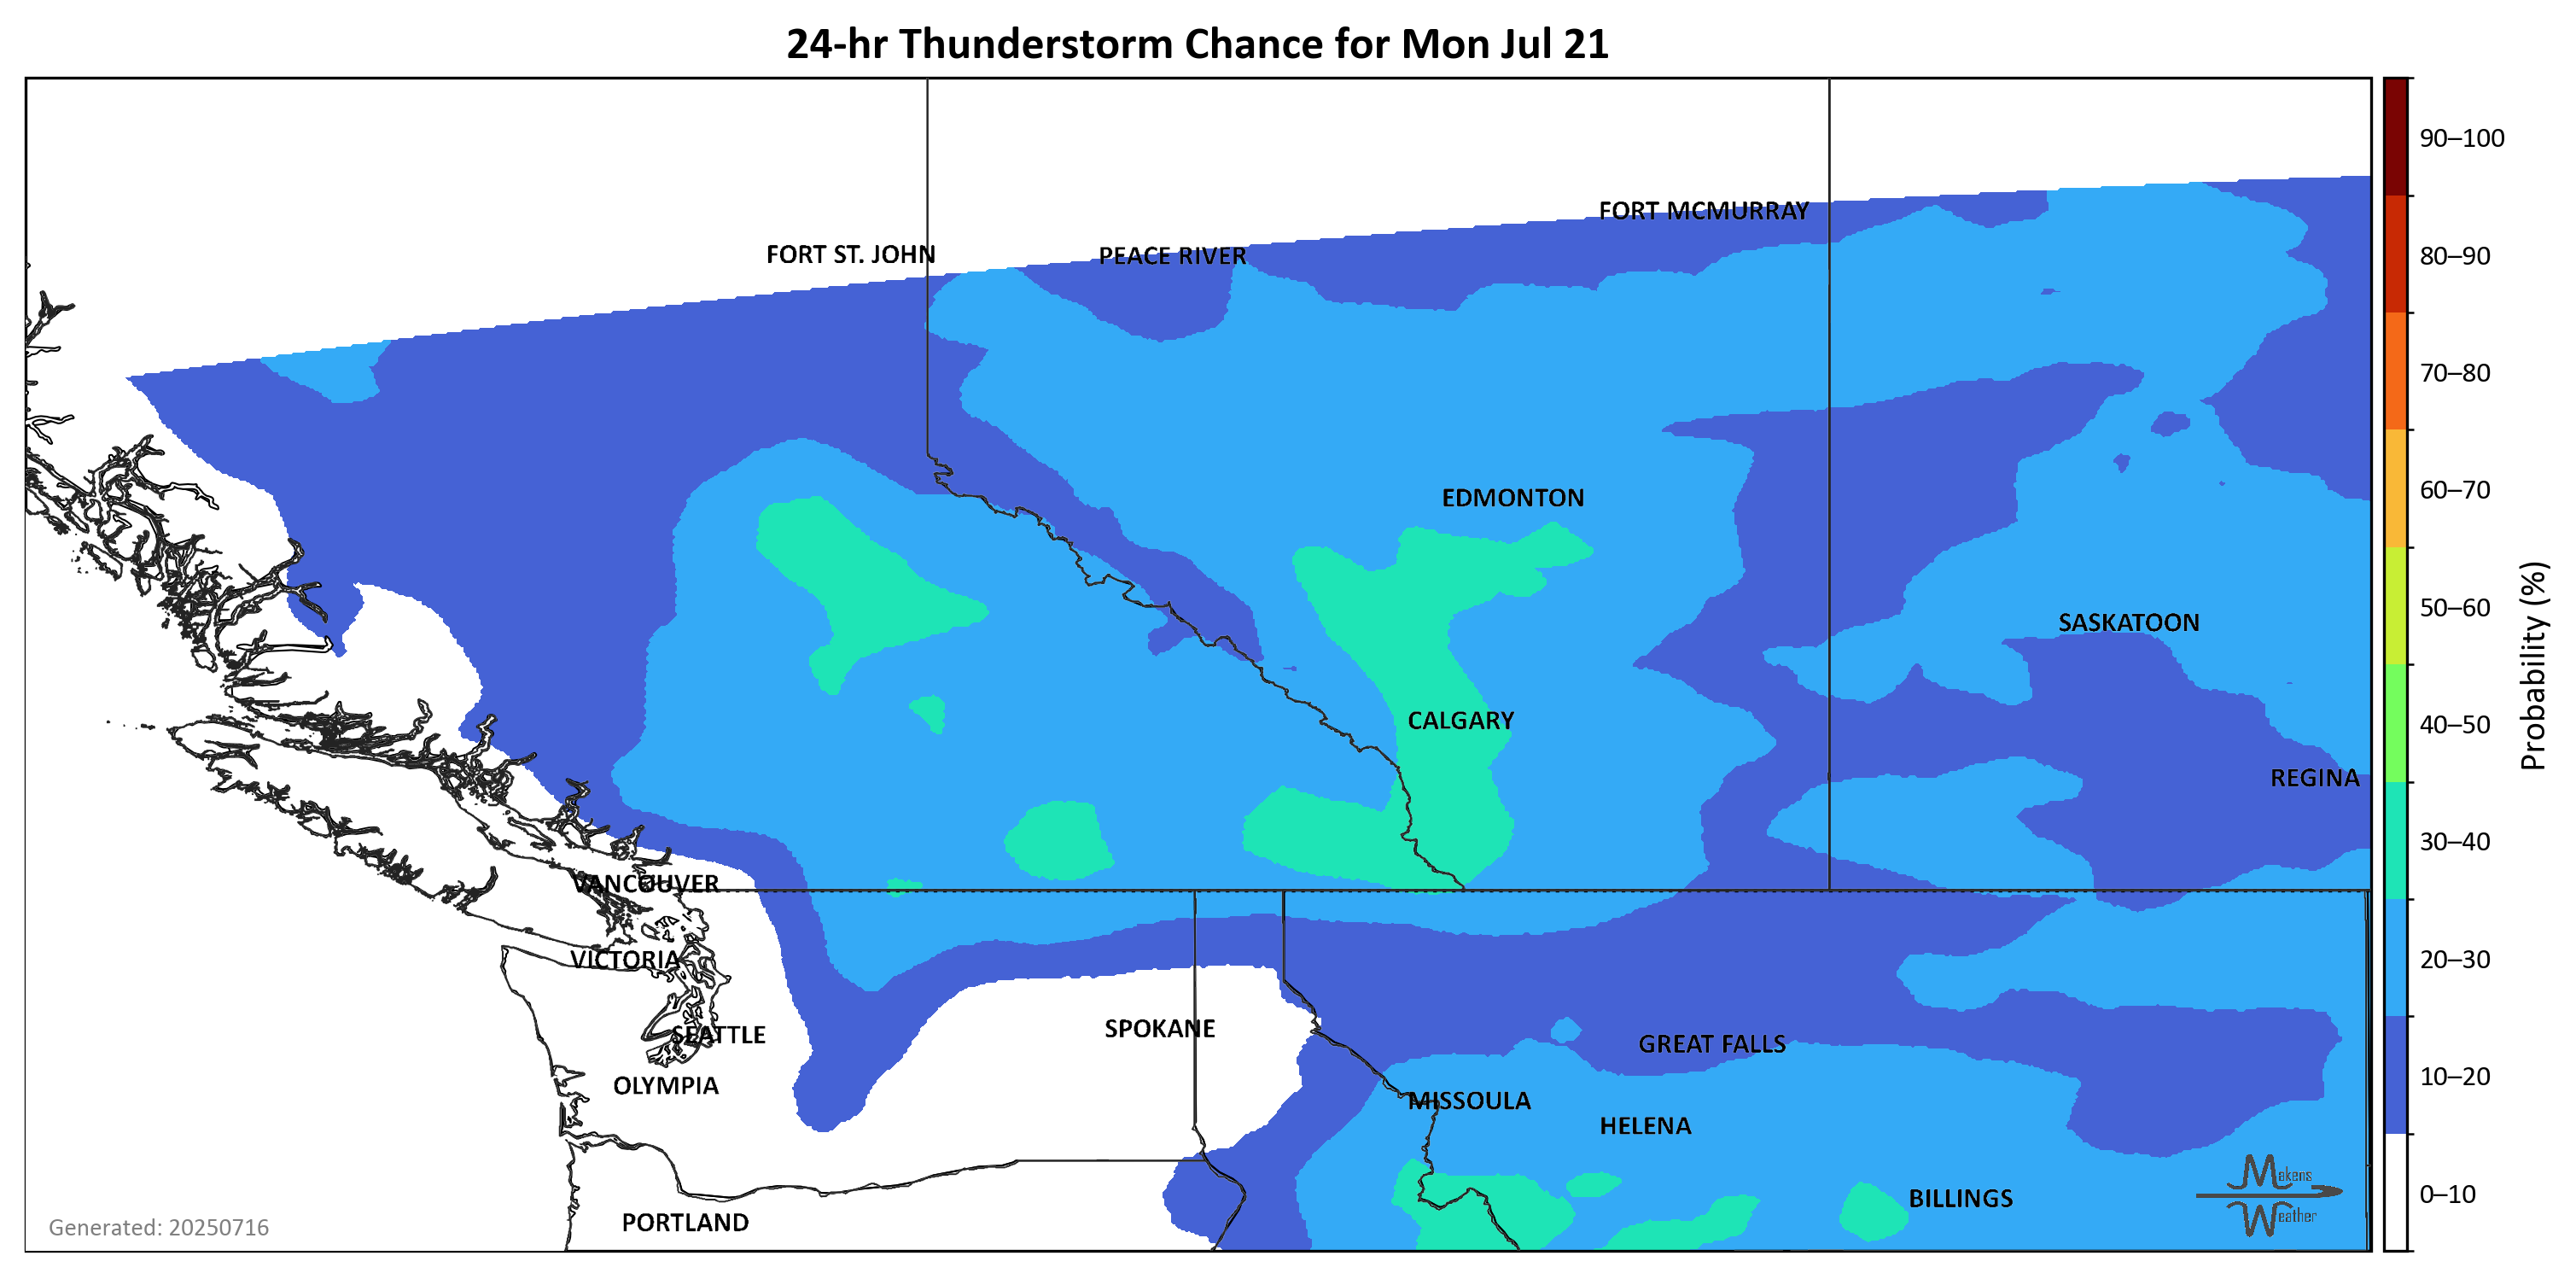 24-hr Thunderstorm Chance for Mon Jul 21
90–100
FORT MCMURRAY
FORT ST. JOHN
PEACE RIVER
80–90
70–80
60–70
EDMONTON
50–60
SASKATOON
Probability (%)
CALGARY
40–50
REGINA
30–40
VANCOUVER
VICTORIA
20–30
SPOKANE
SEATTLE
GREAT FALLS
10–20
OLYMPIA
MISSOULA
HELENA
Makens
Weather
BILLINGS
0–10
PORTLAND
Generated: 20250716